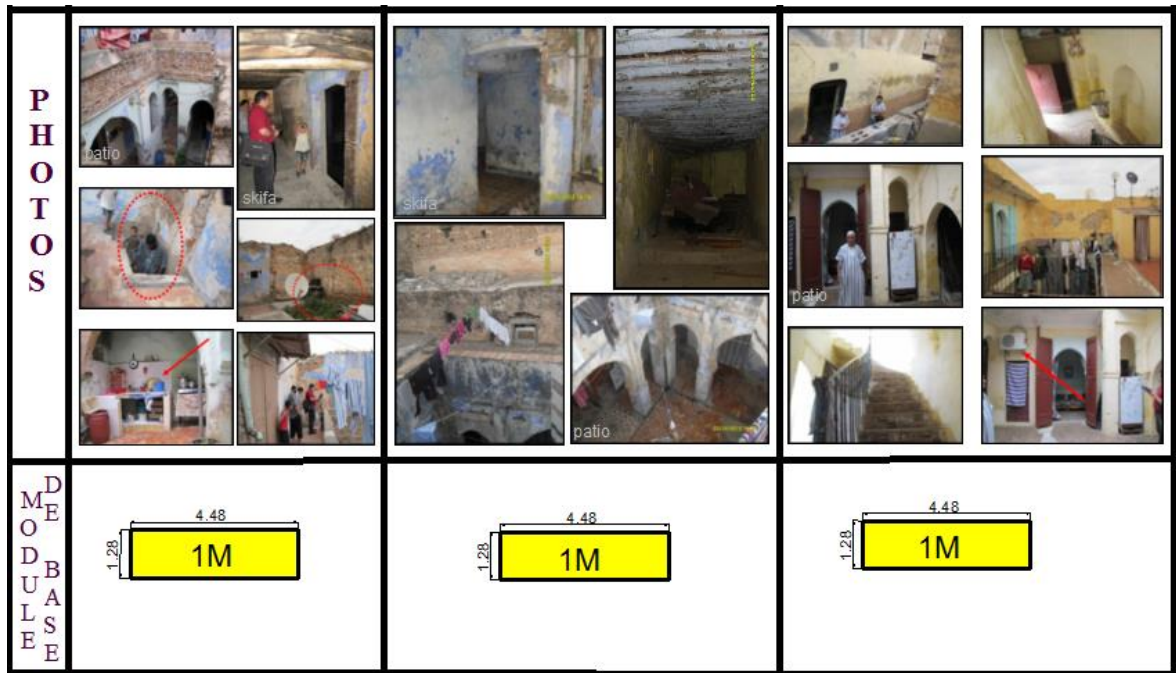 PHOTOS
patio
skifa
skifa
patio
patio
MODULE
DE BASE
4.48
1.28
1M
4.48
1.28
1M
4.48
1.28
1M